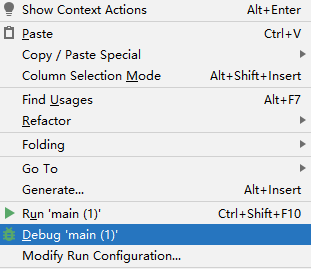 Show Context Actions Alt+Enter
Paste Ctrl+V
Copy / Paste Special
Column Selection Mode Alt+Shift+Insert
Find Usages Alt+F7
Refactor
Folding
Go To
Generate... Alt+Insert
Run 'main (1)' Ctrl+Shift+F10
Debug 'main (1)'
Modify Run Configuration...